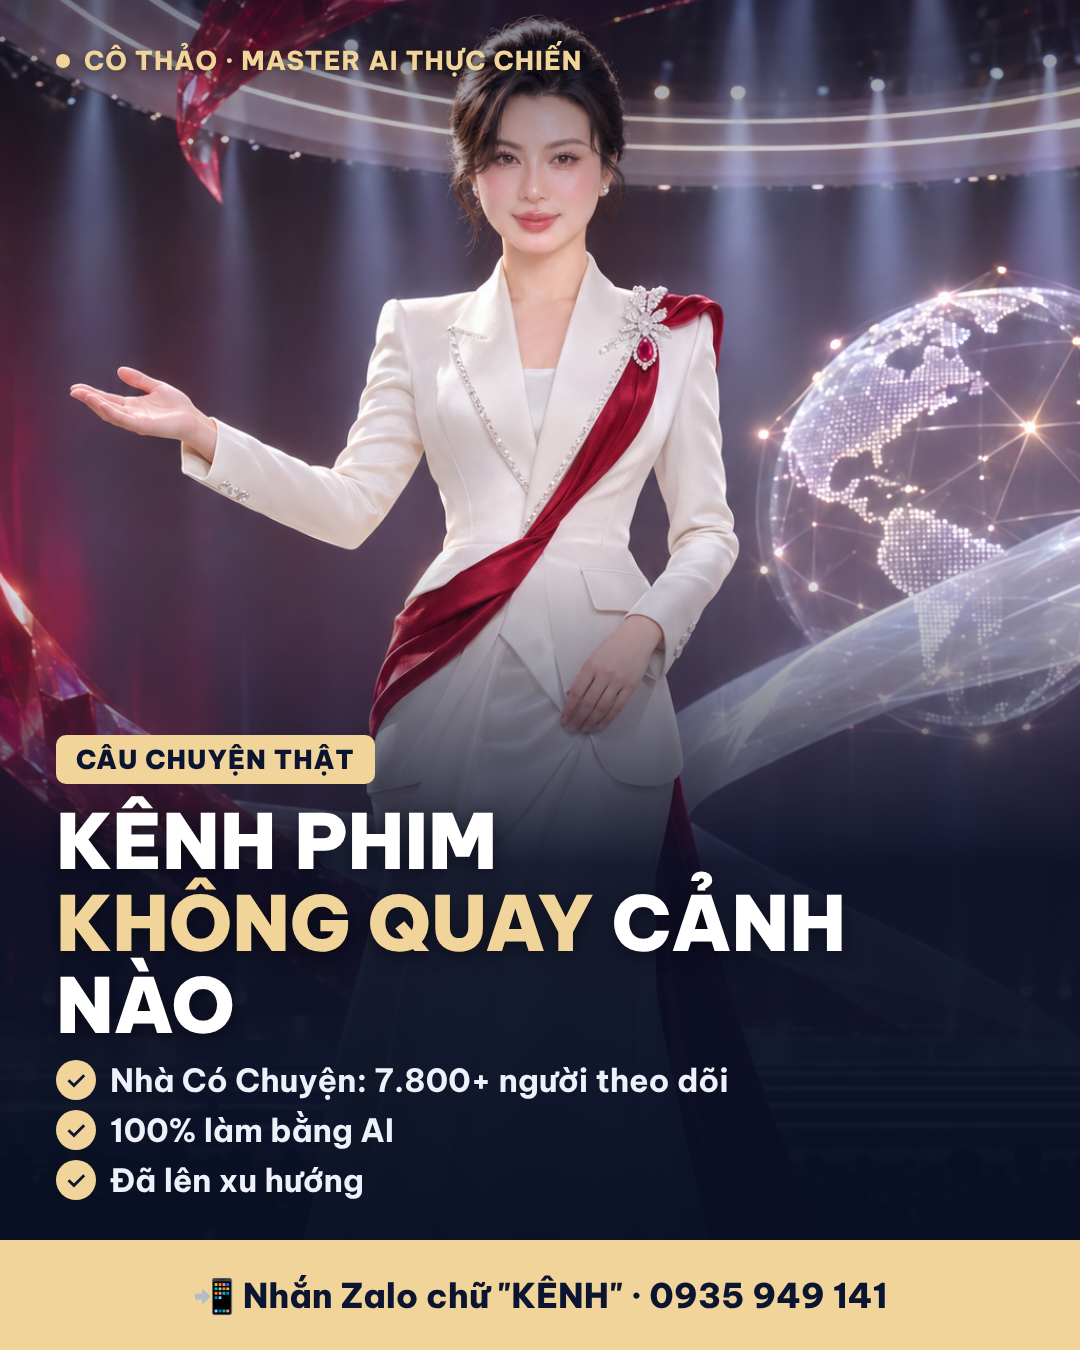 CÔ THẢO · MASTER AI THỰC CHIẾN
CÂU CHUYỆN THẬT
KÊNH PHIM
KHÔNG QUAY CẢNH
NÀO
Nhà Có Chuyện: 7.800+ người theo dõi
100% làm bằng AI
Đã lên xu hướng
Nhắn Zalo chữ "KÊNH" · 0935 949 141